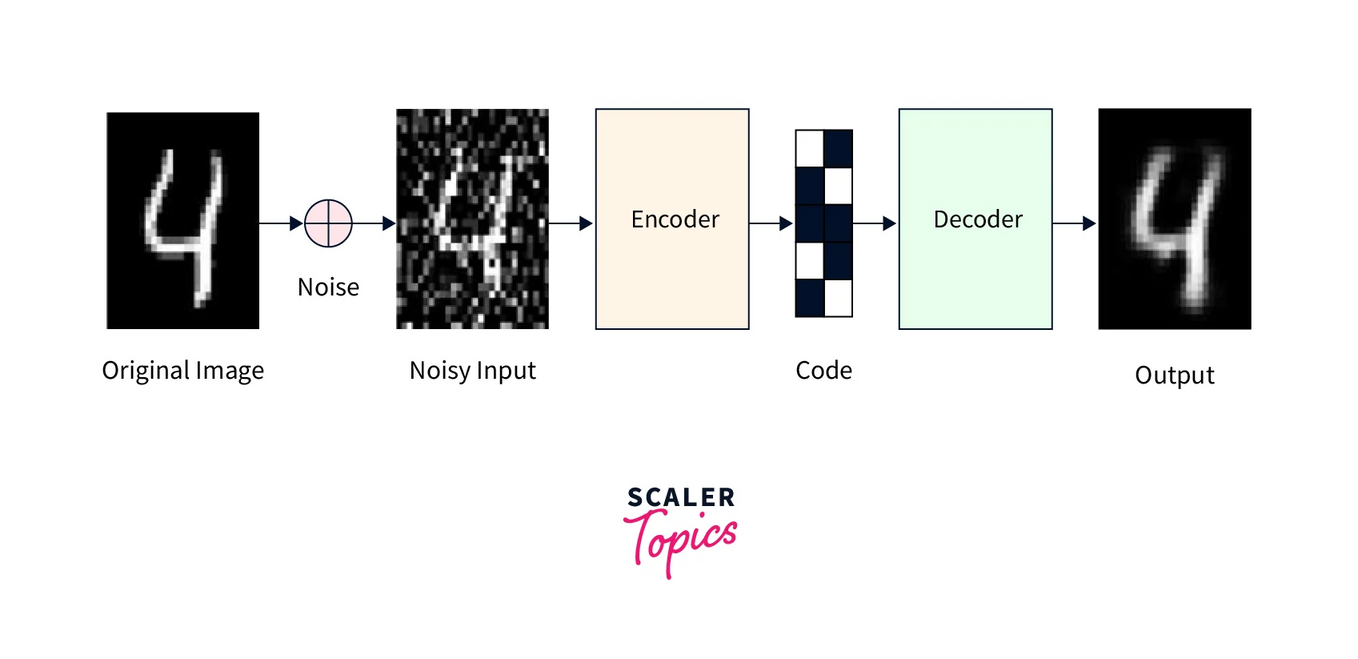 Encoder
Decoder
Noise
Original Image
Noisy Input
Code
Output
SCALER
Topics